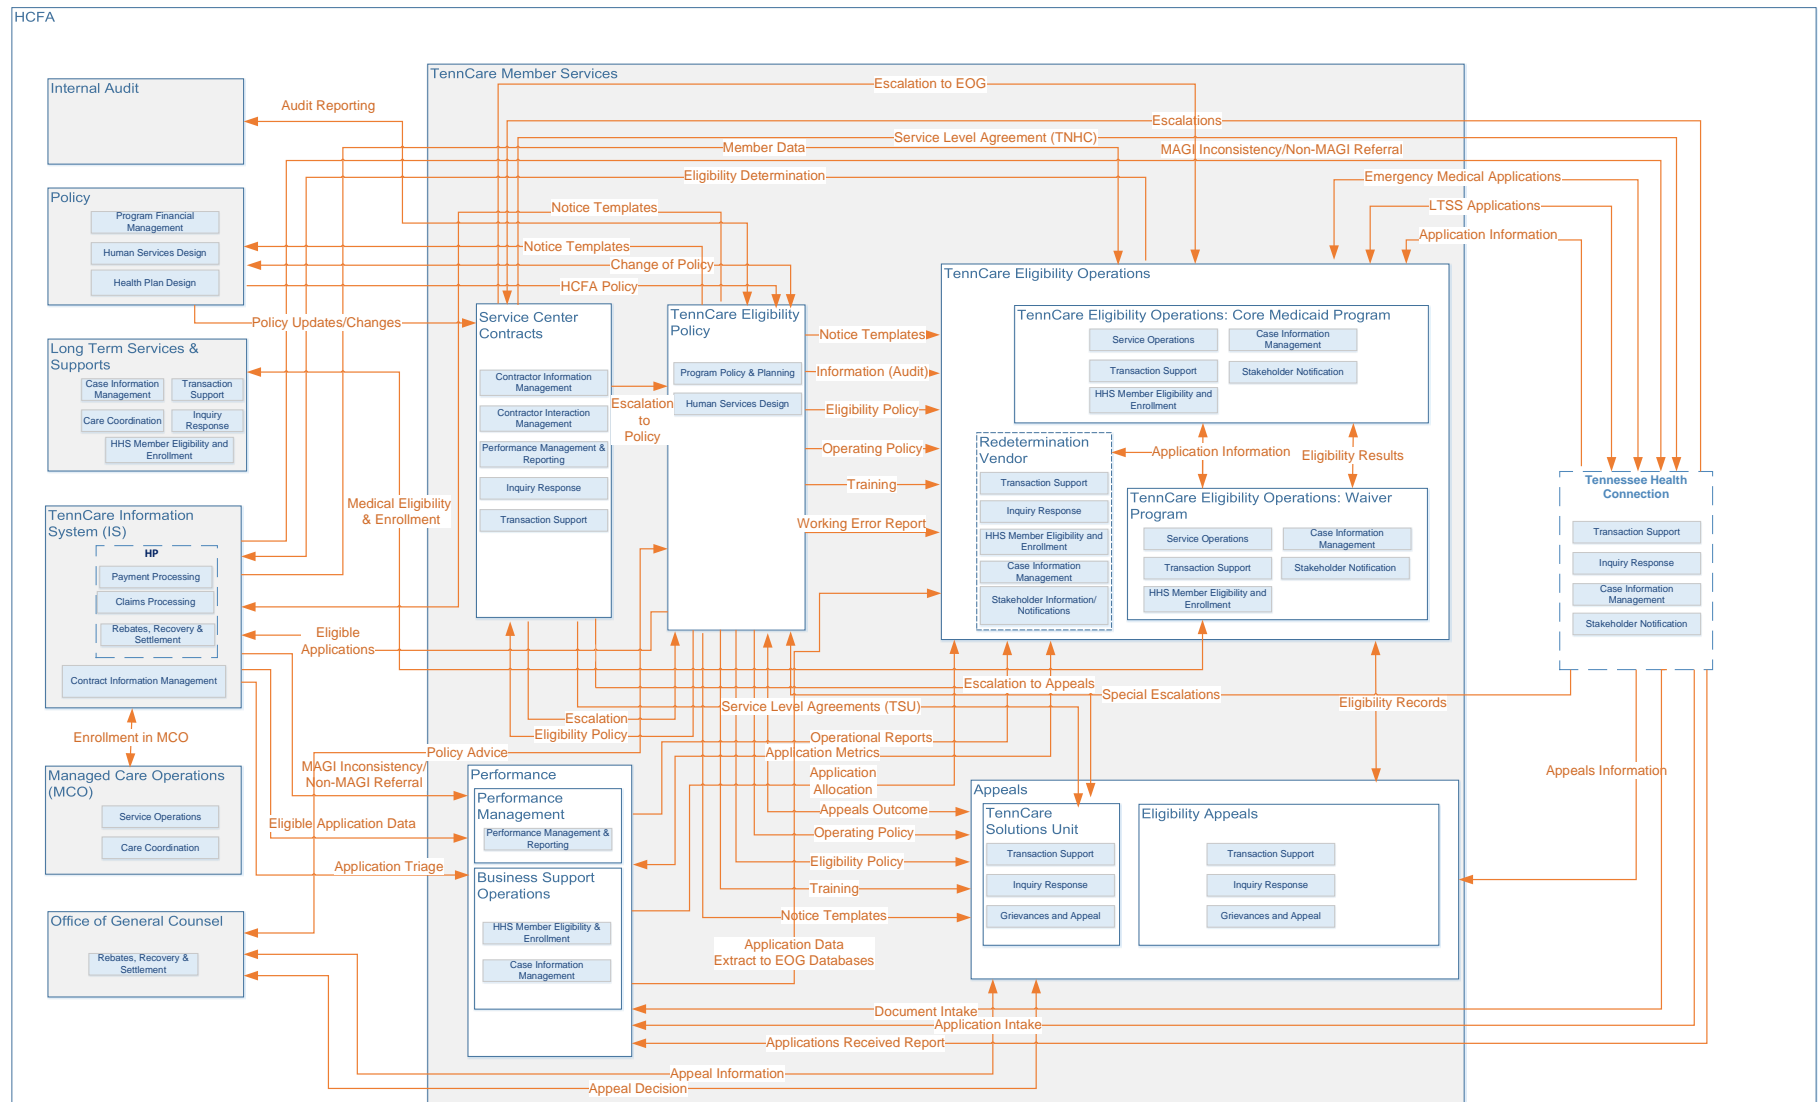 HCFA
TennCare Member Services
Internal Audit
Audit Reporting
Escalation to EOG
Escalations
Service Level Agreement (TNHC)
Member Data
MAGI Inconsistency/Non-MAGI Referral
Eligibility Determination
Emergency Medical Applications
Notice Templates
LTSS Applications
Notice Templates
Application Information
Change of Policy
HCFA Policy
Policy Updates/Changes
Policy
Program Financial
Management
Human Services Design
Health Plan Design
Long Term Services &
Supports
Case Information
Management
Transaction
Support
Care Coordination
Inquiry
Response
HHS Member Eligibility and
Enrollment
Medical Eligibility
& Enrollment
TennCare Information
System (IS)
HP
Payment Processing
Claims Processing
Rebates, Recovery &
Settlement
Contract Information Management
Eligible
Applications
Enrollment in MCO
Managed Care Operations
(MCO)
Service Operations
Care Coordination
Office of General Counsel
Rebates, Recovery &
Settlement
Service Center
Contracts
Contractor Information
Management
Contractor Interaction
Management
Performance Management &
Reporting
Inquiry Response
Transaction Support
Escalation
to
Policy
TennCare Eligibility
Policy
Program Policy & Planning
Human Services Design
Notice Templates
Information (Audit)
Eligibility Policy
Operating Policy
Training
Working Error Report
TennCare Eligibility Operations
TennCare Eligibility Operations: Core Medicaid Program
Service Operations
Case Information
Management
Transaction Support
Stakeholder Notification
HHS Member Eligibility and
Enrollment
Redetermination
Vendor
Transaction Support
Inquiry Response
HHS Member Eligibility and
Enrollment
Case Information
Management
Stakeholder Information/
Notifications
Application Information
Eligibility Results
TennCare Eligibility Operations: Waiver
Program
Service Operations
Case Information
Management
Transaction Support
Stakeholder Notification
HHS Member Eligibility and
Enrollment
Tennessee Health
Connection
Transaction Support
Inquiry Response
Case Information
Management
Stakeholder Notification
Escalation to Appeals
Special Escalations
Service Level Agreements (TSU)
Eligibility Records
Escalation
Eligibility Policy
Operational Reports
Policy Advice
Application Metrics
MAGI Inconsistency/
Non-MAGI Referral
Application
Allocation
Appeals Information
Eligible Application Data
Application Triage
Performance
Performance
Management
Performance Management &
Reporting
Business Support
Operations
HHS Member Eligibility &
Enrollment
Case Information
Management
Appeals Outcome
Operating Policy
Eligibility Policy
Training
Notice Templates
Application Data
Extract to EOG Databases
Appeals
TennCare
Solutions Unit
Transaction Support
Inquiry Response
Grievances and Appeal
Eligibility Appeals
Transaction Support
Inquiry Response
Grievances and Appeal
Document Intake
Application Intake
Applications Received Report
Appeal Information
Appeal Decision